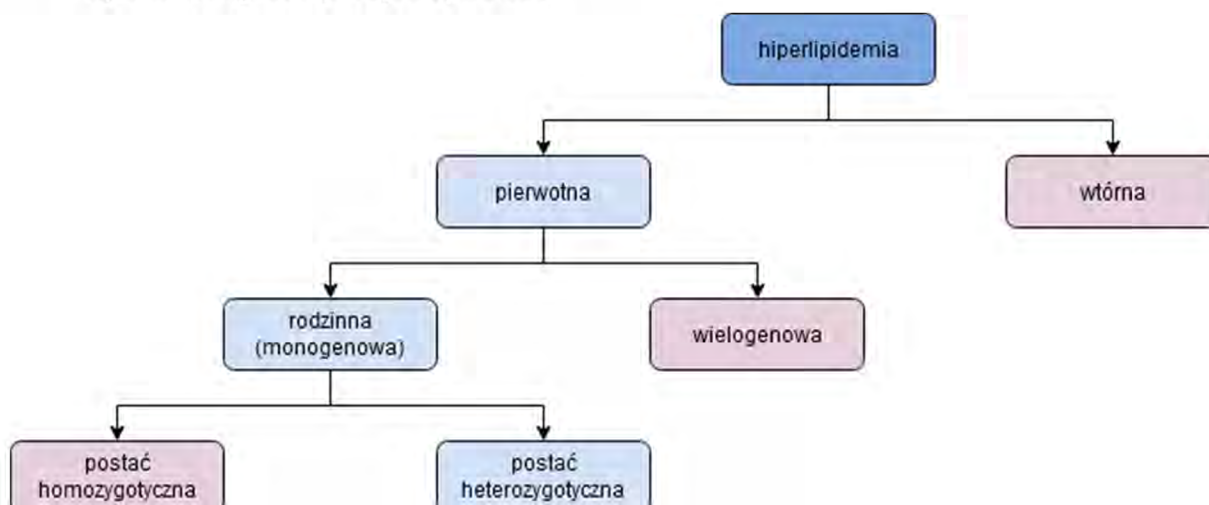 hiperlipidemia
pierwotna
wtórna
rodzinna
(monogenowa)
wielogenowa
postać
homozygotyczna
postać
heterozygotyczna